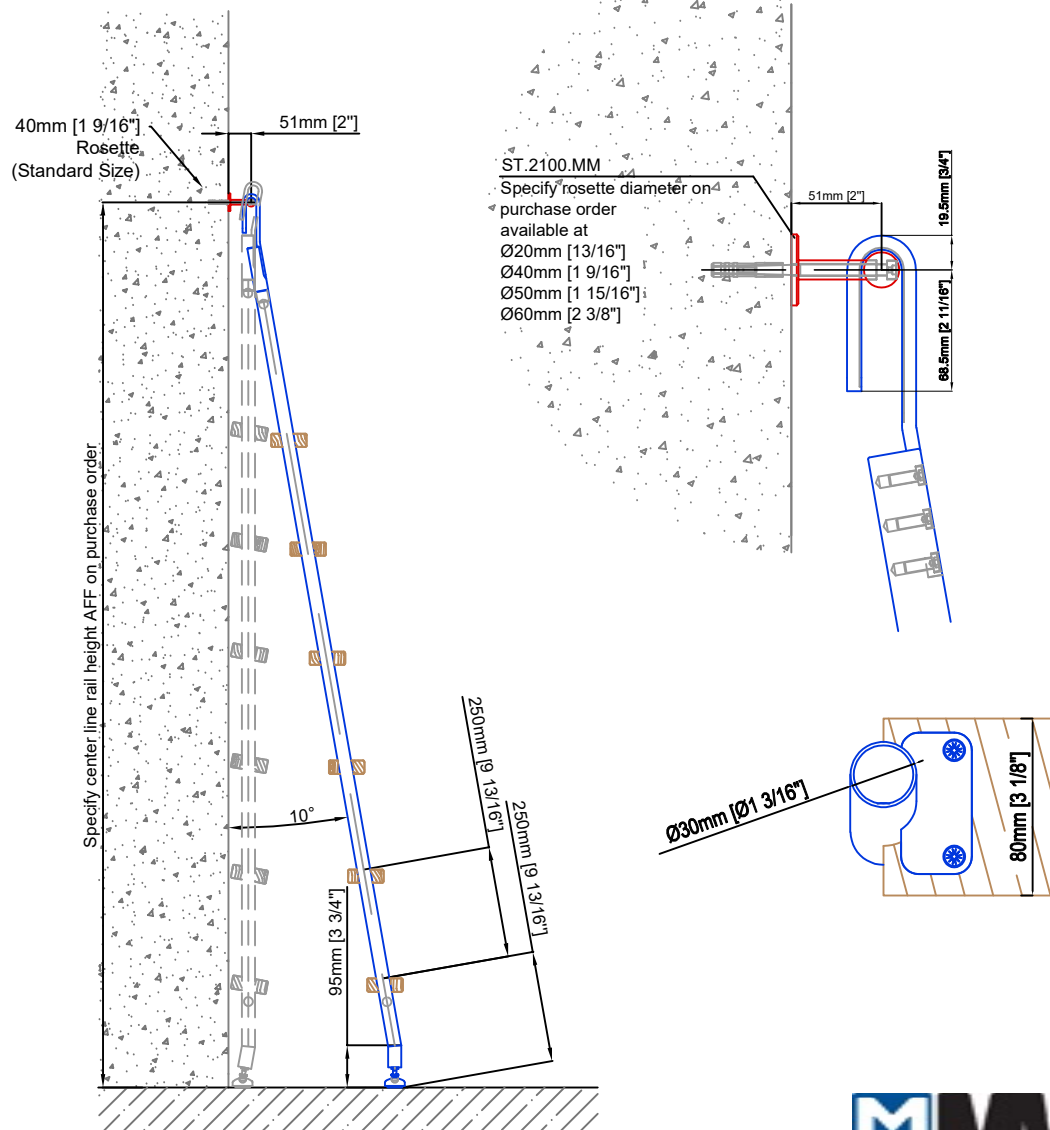 40mm [1 9/16"]
Rosette
(Standard Size)
51mm [2"]
Specify center line rail height AFF on purchase order
10°
95mm [3 3/4"]
250mm [9 13/16"]
250mm [9 13/16"]
ST.2100.MM
Specify rosette diameter on
purchase order
available at
Ø20mm [13/16"]
Ø40mm [1 9/16"]
Ø50mm [1 15/16"]
Ø60mm [2 3/8"]
51mm [2"]
19.5mm [3/4"]
68.5mm [2 11/16"]
Ø30mm [Ø1 3/16"]
80mm [3 1/8"]
M